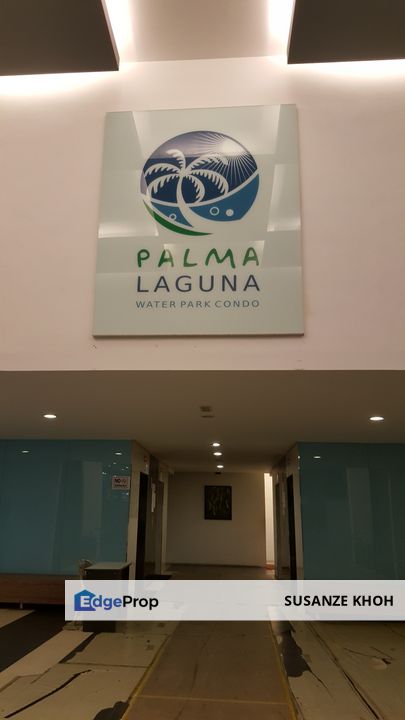 PALMA
LAGUNA
WATER PARK CONDO
EdgeProp
SUSANZE KHOH